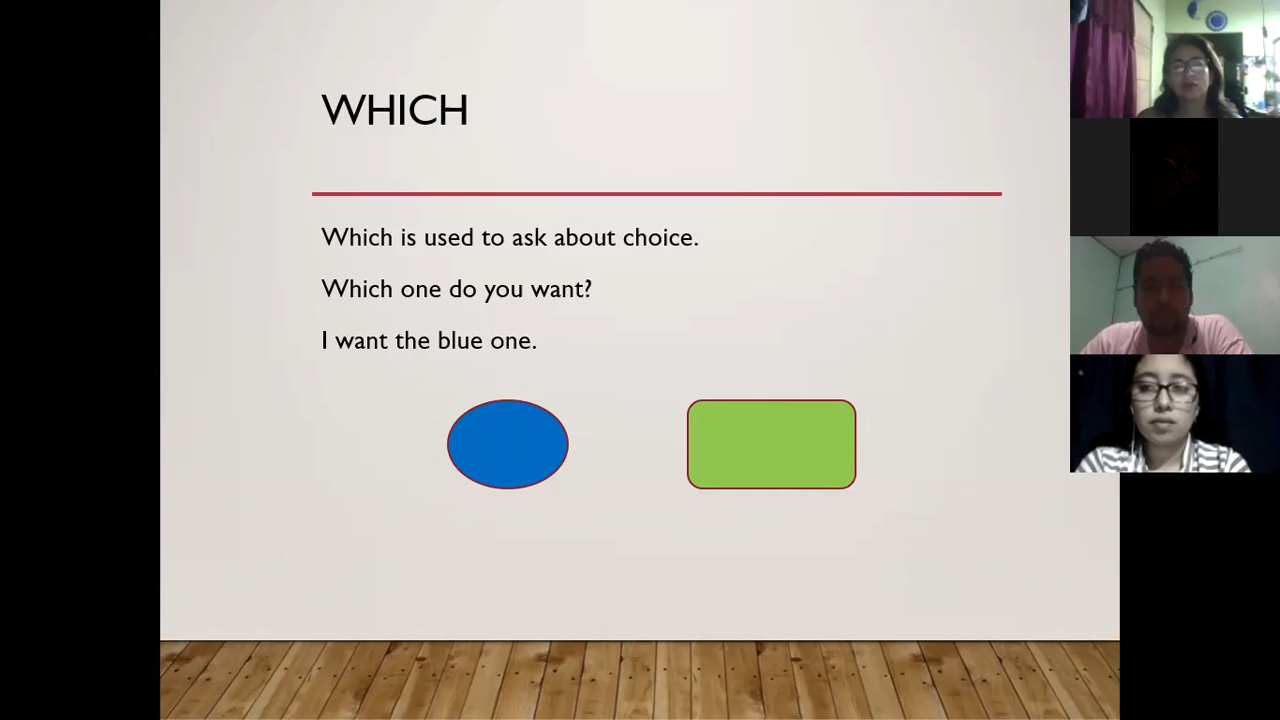 WHICH
Which is used to ask about choice.
Which one do you want?
I want the blue one.